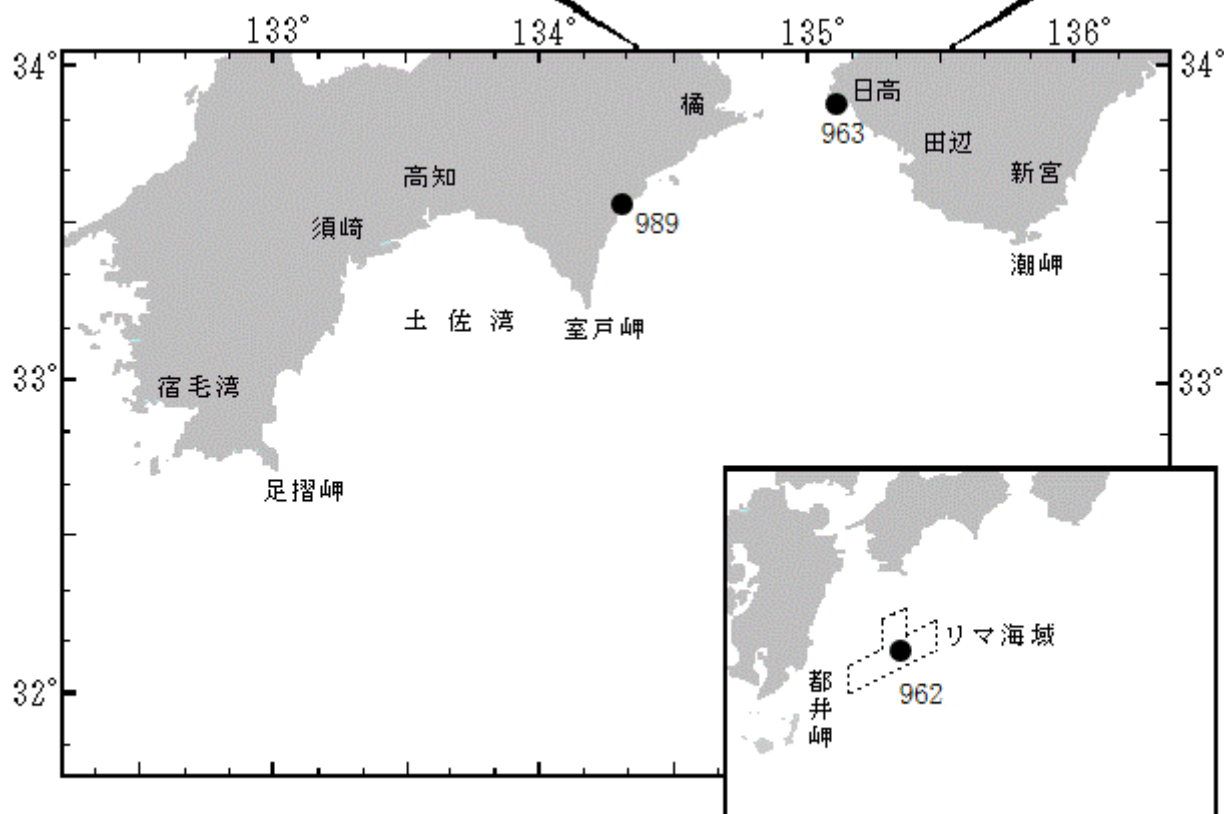 133° 134° 135° 136°
34° 34°
日高
橘
963
田辺
新宮
高知
989
須崎
潮岬
土佐湾
室戸岬
33° 33°
宿毛湾
足摺岬
リマ海域
都井岬
962
32°